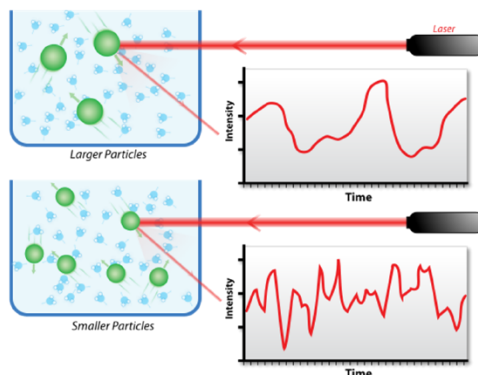 Laser
Intensity
Time
Larger Particles
Intensity
Time
Smaller Particles